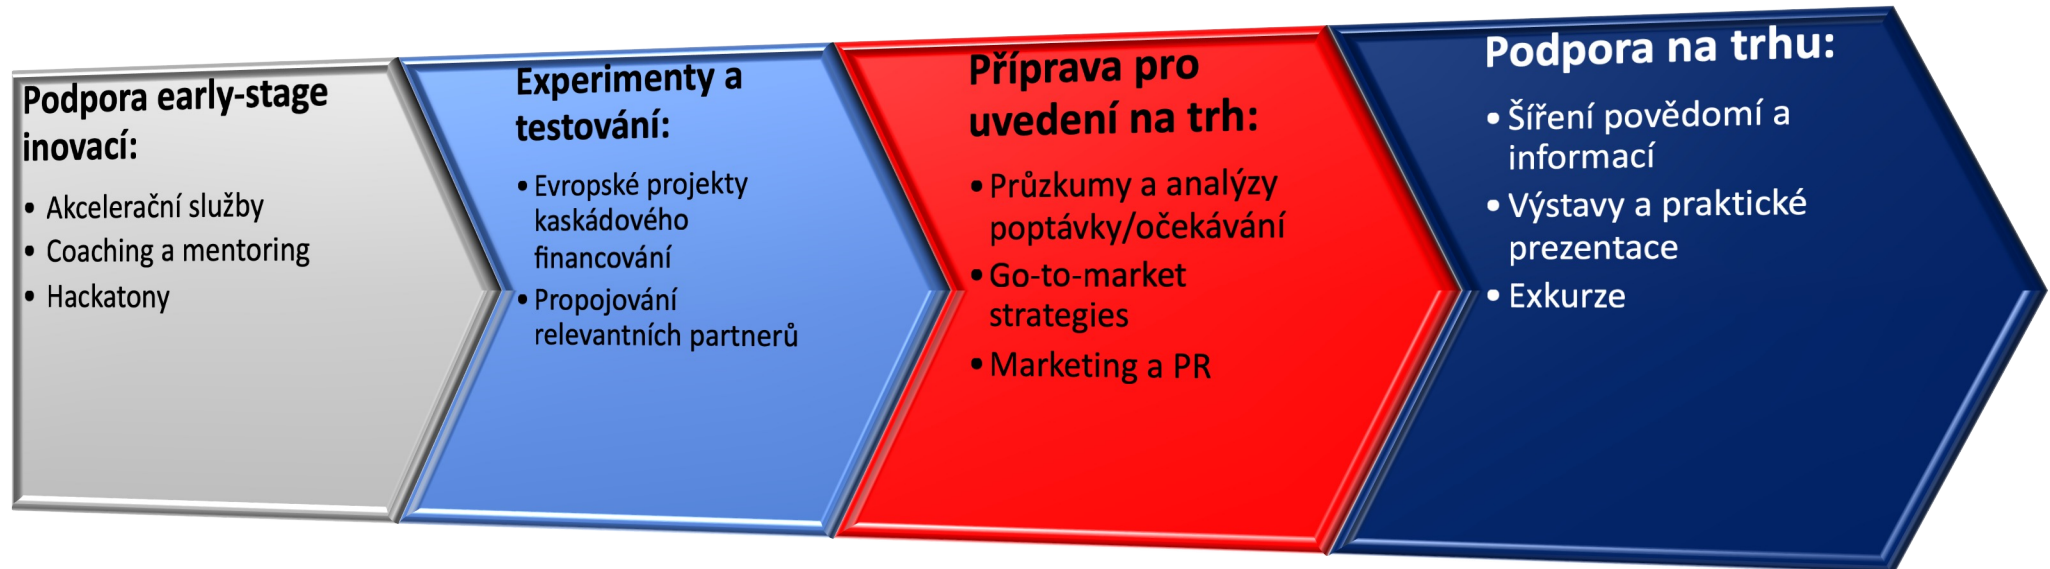 Podpora early-stage
inovací:
• Akcelerační služby
• Coaching a mentoring
• Hackatony
Experimenty a
testování:
• Evropské projekty
kaskádového
financování
• Propojování
relevantních partnerů
Příprava pro
uvedení na trh:
• Průzkumy a analýzy
poptávky/očekávání
• Go-to-market
strategies
• Marketing a PR
Podpora na trhu:
• Šíření povědomí a
informací
• Výstavy a praktické
prezentace
• Exkurze